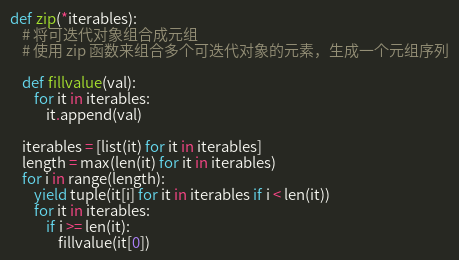 def zip(*iterables):
    # 将可迭代对象组合成元组
    # 使用 zip 函数来组合多个可迭代对象的元素，生成一个元组序列

    def fillvalue(val):
        for it in iterables:
            it.append(val)

    iterables = [list(it) for it in iterables]
    length = max(len(it) for it in iterables)
    for i in range(length):
        yield tuple(it[i] for it in iterables if i < len(it))
        for it in iterables:
            if i >= len(it):
                fillvalue(it[0])